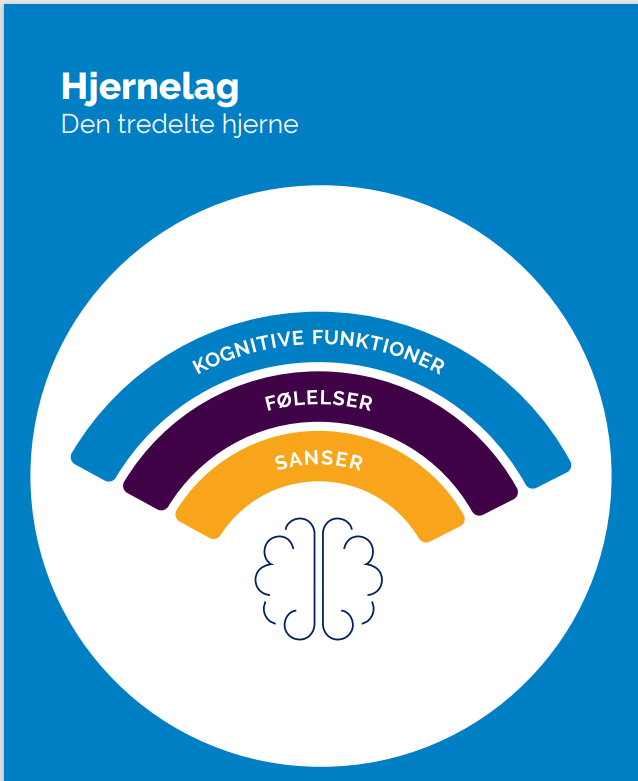 Hjernelag
Den tredelte hjerne
KOGNITIVE FUNKTIONER
FØLELSER
SANSER